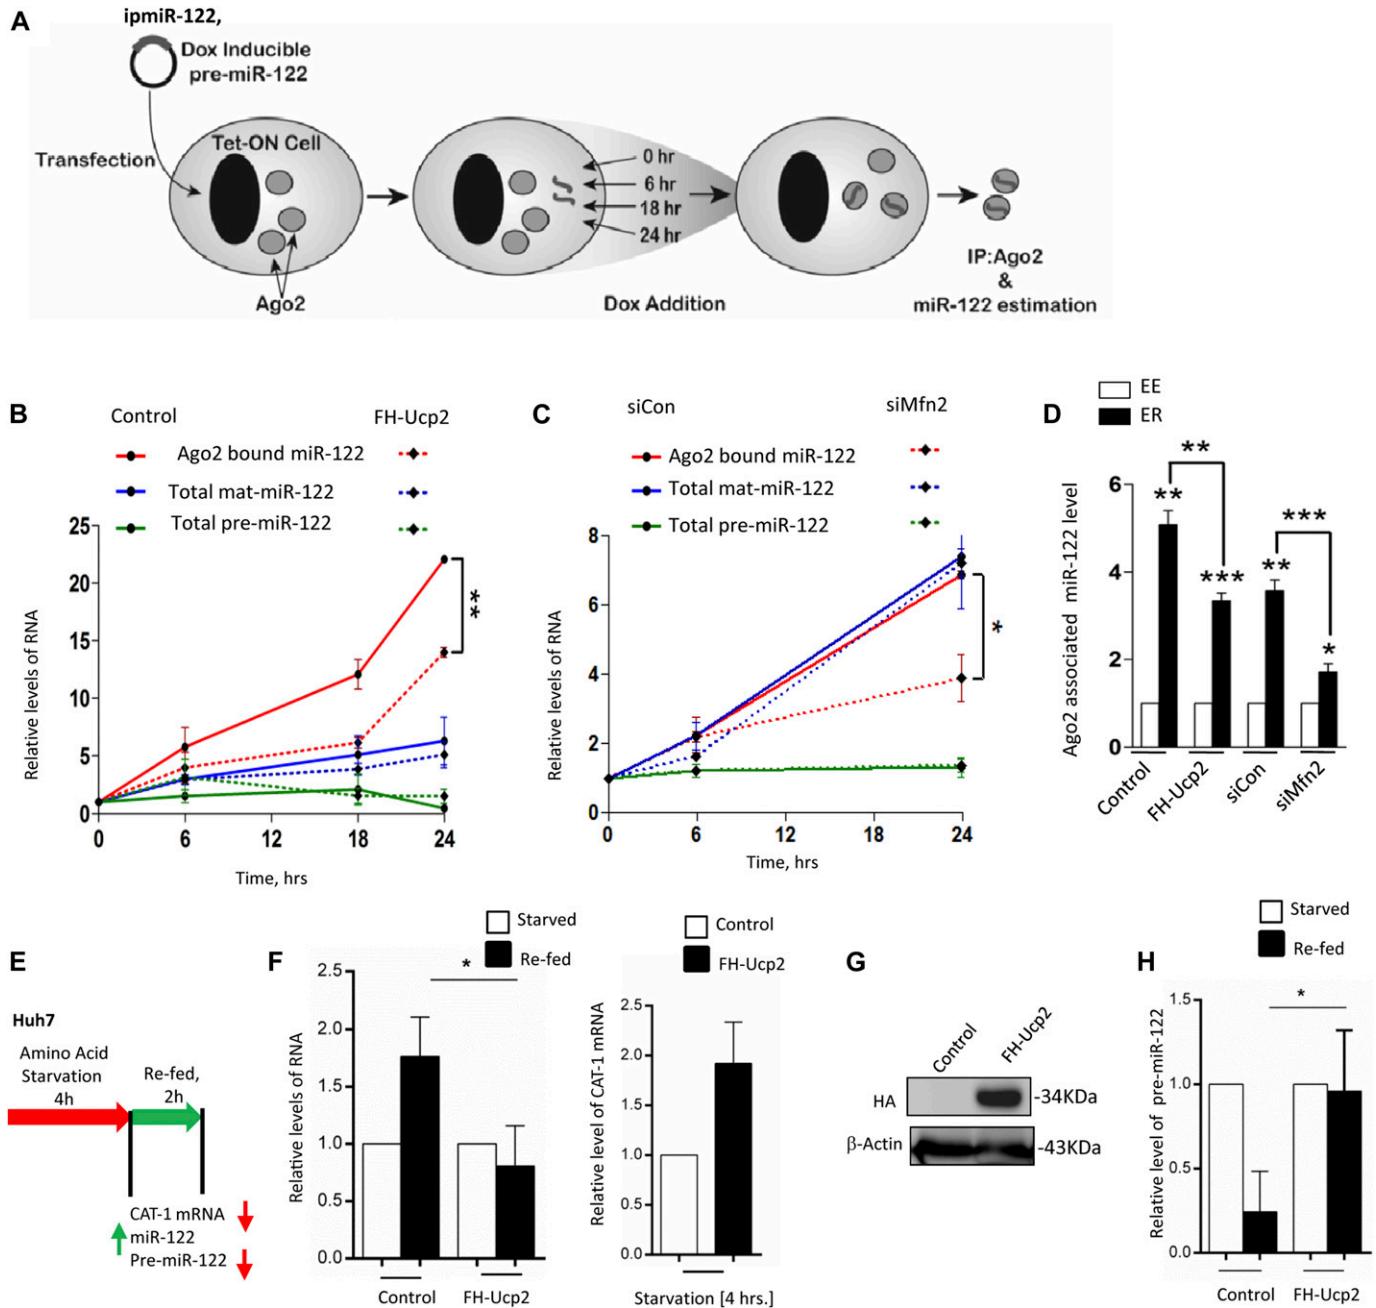 A
ipmiR-122,
Dox Inducible
pre-miR-122
Transfection
Tet-ON Cell
Ago2
0 hr
6 hr
18 hr
24 hr
Dox Addition
IP:Ago2
&
miR-122 estimation
B
Control
FH-Ucp2
Ago2 bound miR-122
Total mat-miR-122
Total pre-miR-122
Relative levels of RNA
25
20
15
10
5
0
0
6
12
18
24
**
Time, hrs
C
siCon
siMfn2
Ago2 bound miR-122
Total mat-miR-122
Total pre-miR-122
Relative levels of RNA
8
6
4
2
0
0
6
12
18
24
*
Time, hrs
D
EE
ER
Ago2 associated miR-122 level
6
4
2
0
**
**
***
***
**
*
Control
FH-Ucp2
siCon
siMfn2
E
Huh7
Amino Acid
Starvation
4h
Re-fed,
2h
CAT-1 mRNA
miR-122
Pre-miR-122
F
Starved
Re-fed
*
Relative levels of RNA
2.5
2.0
1.5
1.0
0.5
0.0
Control
FH-Ucp2
Control
FH-Ucp2
Relative level of CAT-1 mRNA
2.5
2.0
1.5
1.0
0.5
0.0
Starvation [4 hrs.]
G
Control
FH-Ucp2
HA
-34KDa
β-Actin
-43KDa
H
Starved
Re-fed
*
Relative level of pre-miR-122
1.5
1.0
0.5
0.0
Control
FH-Ucp2